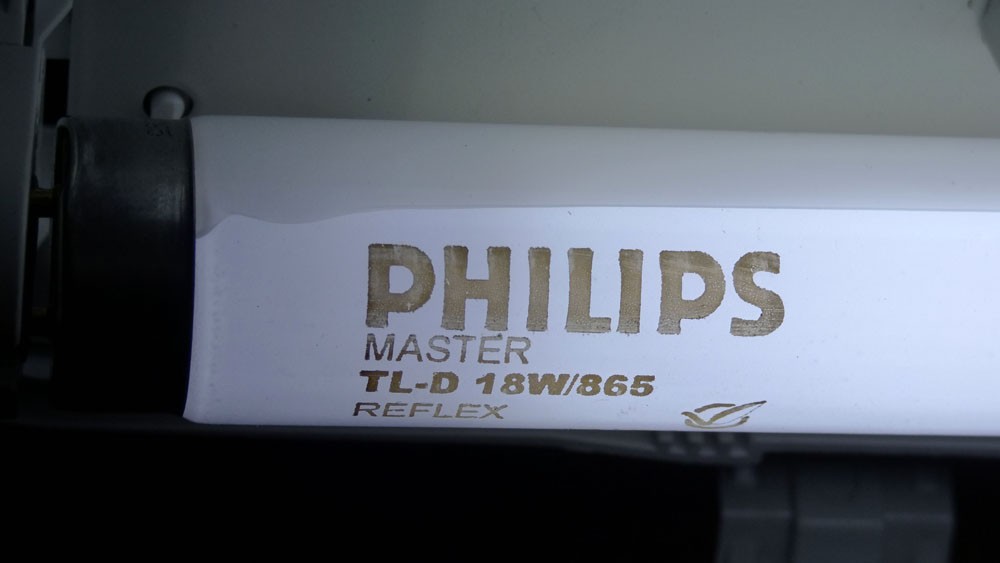 PHILIPS
MASTER
TL-D 18W/865
REFLEX